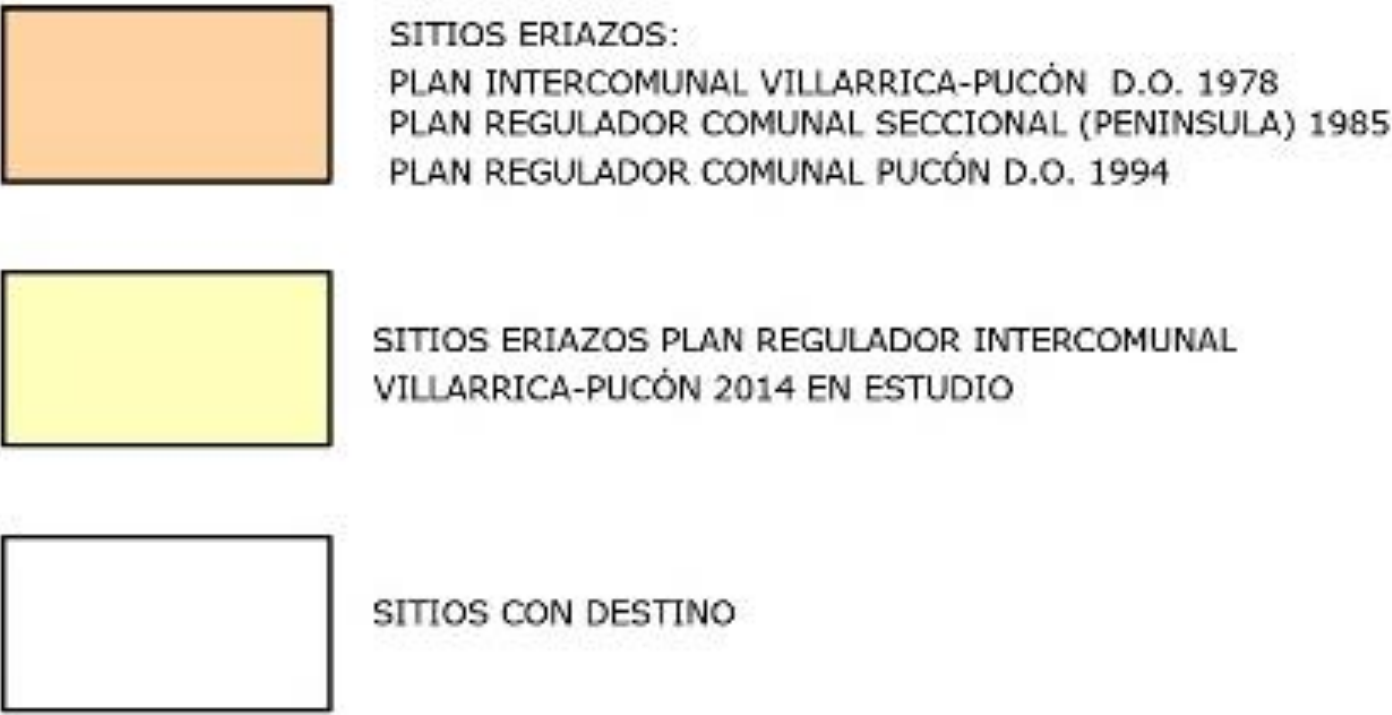 SITIOS ERIAZOS:
PLAN INTERCOMUNAL VILLARRICA-PUCÓN D.O. 1978
PLAN REGULADOR COMUNAL SECCIONAL (PENINSULA) 1985
PLAN REGULADOR COMUNAL PUCÓN D.O. 1994
SITIOS ERIAZOS PLAN REGULADOR INTERCOMUNAL
VILLARRICA-PUCÓN 2014 EN ESTUDIO
SITIOS CON DESTINO